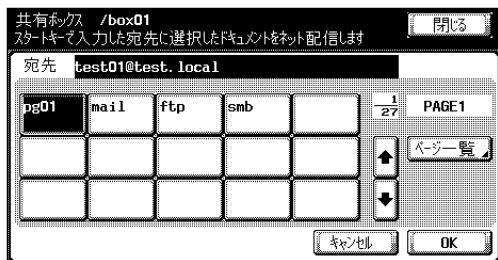 共有ﾎﾞｯｸｽ /box01
閉じる
ｽﾀｰﾄｷｰで入力した宛先に選択したﾄﾞｷｭﾒﾝﾄをﾈｯﾄ配信します
宛先 test01@test.local
pg01 mail ftp smb 1/27 PAGE1
ﾍﾟｰｼﾞ一覧
ｷｬﾝｾﾙ OK